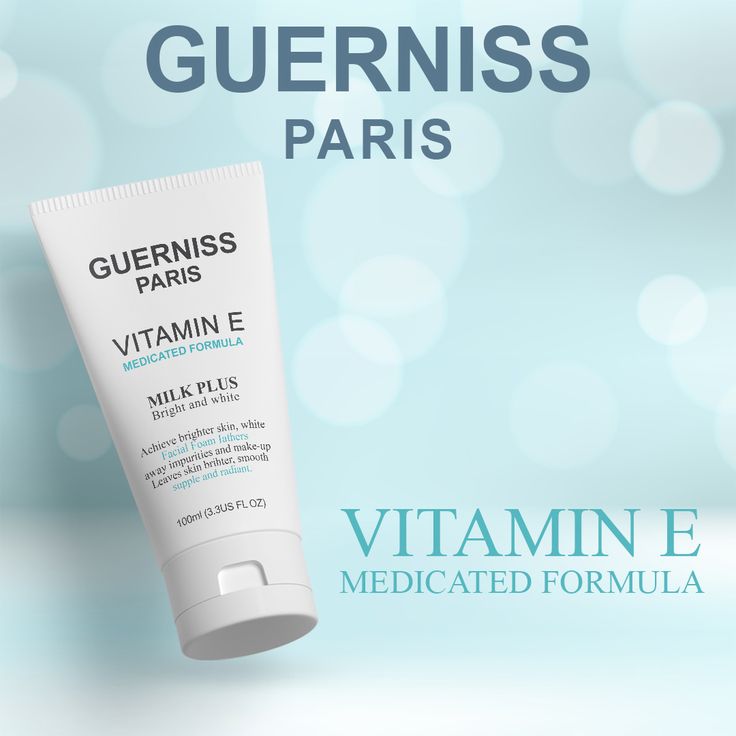 GUERNISS
PARIS
GUERNISS
PARIS
VITAMIN E
MEDICATED FORMULA
MILK PLUS
Bright and white
Achieve brighter skin, white
Facial Foam lathers
away impurities and make-up
Leaves skin bribter, smooth
supple and radiant.
100ml (3.3US FL OZ)
VITAMIN E
MEDICATED FORMULA